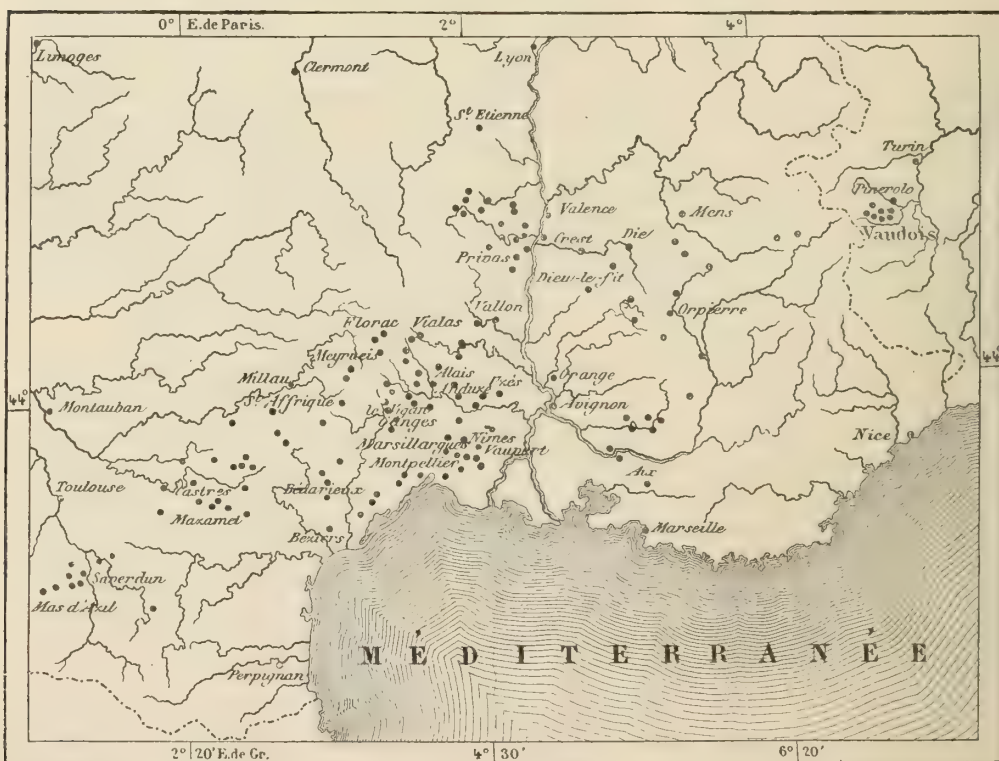 0° E. de Paris.
2°
4°
Limoges
Clermont
Lyon
St Etienne
Turin
Pinerolo
Vaudois
Valence
Mens
Crest
Die
Privas
Dieu-le-fit
Vallon
Orpierre
Florac
Vialas
Meyrueis
Alais
Millau
Anduze
Uzés
Orange
44°
44°
Montauban
St Affrique
le Vigan
Ganges
Avignon
Nice
Marsillargues
Nimes
Vauvert
Montpellier
Aix
Toulouse
Castres
Bédarieux
Mazamet
Marseille
Béziers
Saverdun
Mas d'Azil
MÉDITERRANÉE
Perpignan
2° 20' E. de Gr.
4° 30'
6° 20'